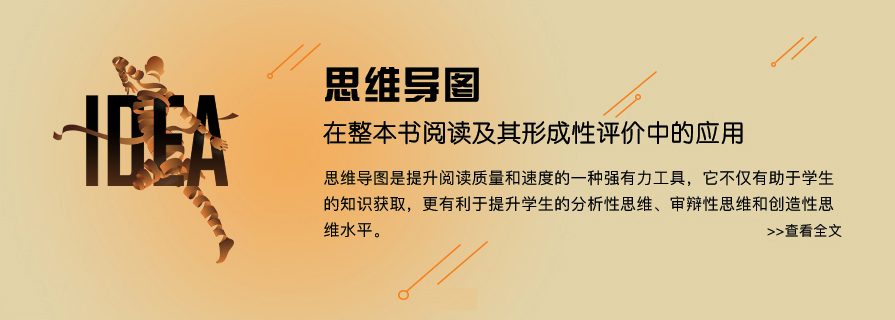 IDEA
思维导图
在整本书阅读及其形成性评价中的应用
思维导图是提升阅读质量和速度的一种强有力工具，它不仅有助于学生
的知识获取，更有利于提升学生的分析性思维、审辩性思维和创造性思
维水平。
>>查看全文